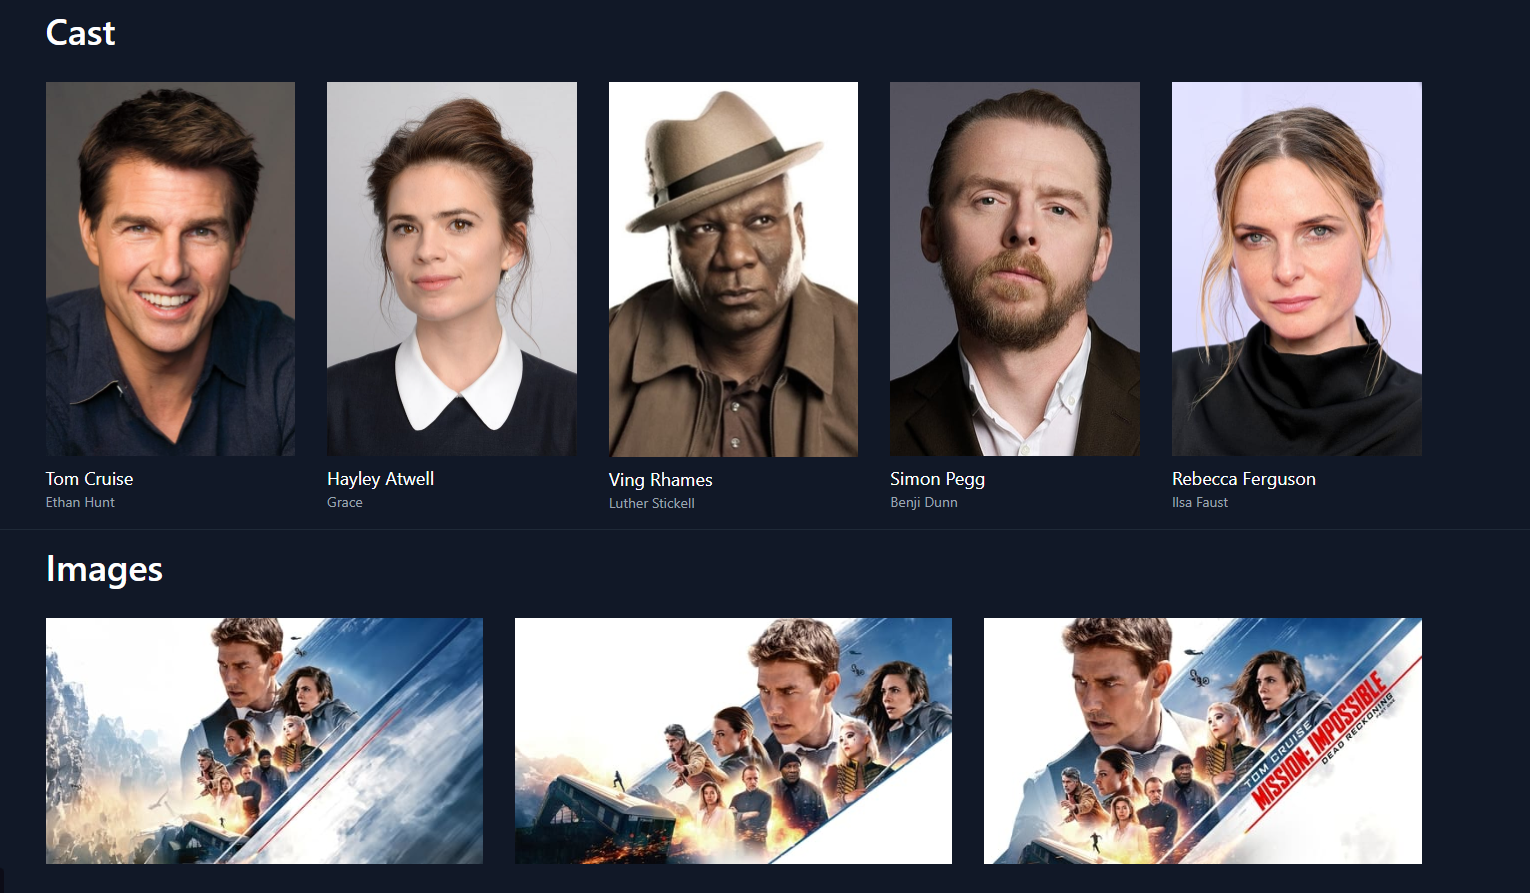 Cast
Tom Cruise
Ethan Hunt
Hayley Atwell
Grace
Ving Rhames
Luther Stickell
Simon Pegg
Benji Dunn
Rebecca Ferguson
Ilsa Faust
Images
TOM CRUISE
MISSION: IMPOSSIBLE
DEAD RECKONING